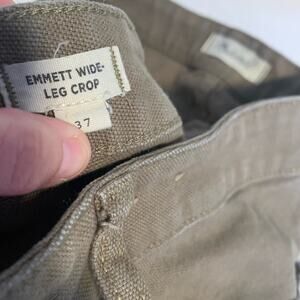 EMMETT WIDE-
LEG CROP
37